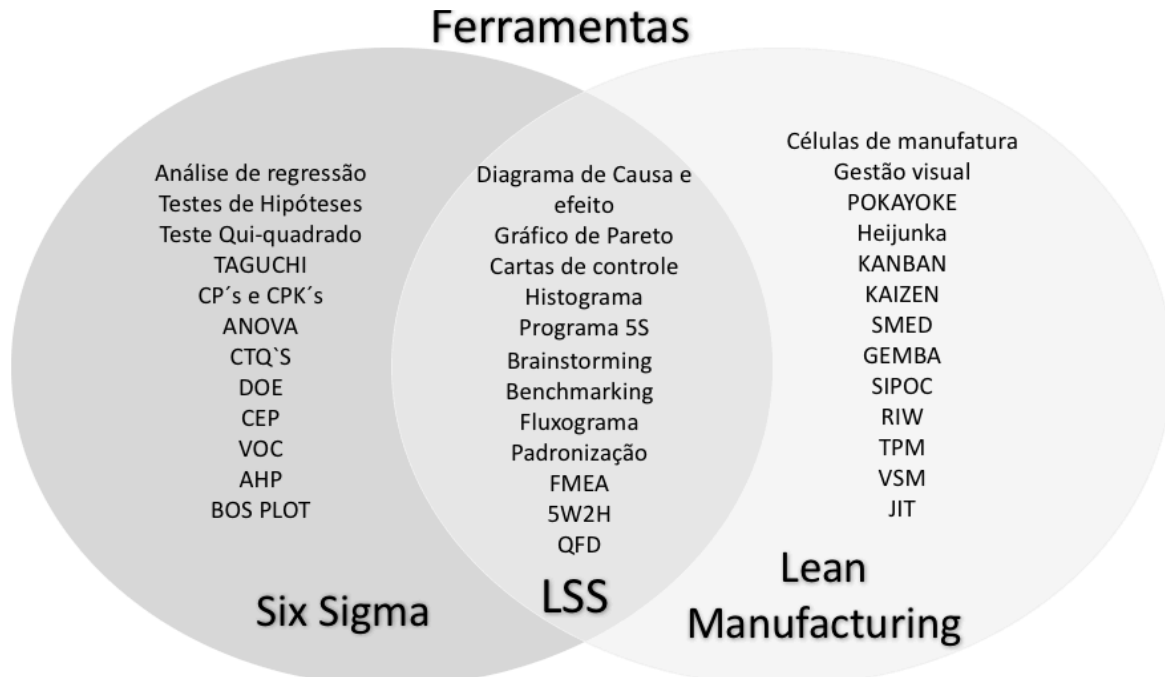 Ferramentas
Análise de regressão
Testes de Hipóteses
Teste Qui-quadrado
TAGUCHI
CP´s e CPK´s
ANOVA
CTQ`S
DOE
CEP
VOC
AHP
BOS PLOT
Six Sigma
Diagrama de Causa e
efeito
Gráfico de Pareto
Cartas de controle
Histograma
Programa 5S
Brainstorming
Benchmarking
Fluxograma
Padronização
FMEA
5W2H
QFD
LSS
Células de manufatura
Gestão visual
POKAYOKE
Heijunka
KANBAN
KAIZEN
SMED
GEMBA
SIPOC
RIW
TPM
VSM
JIT
Lean
Manufacturing